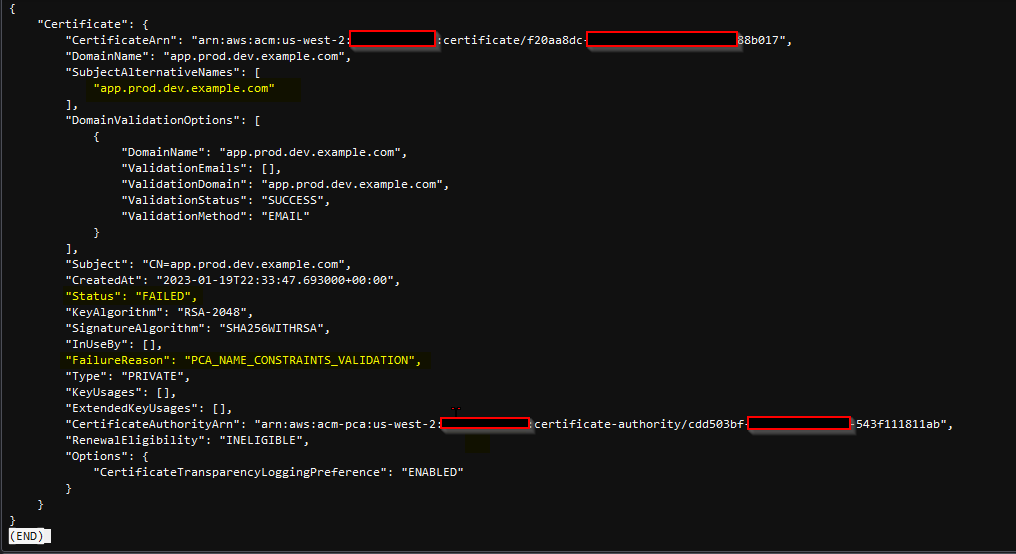 {
    "Certificate": {
        "CertificateArn": "arn:aws:acm:us-west-2: :certificate/f20aa8dc- 88b017",
        "DomainName": "app.prod.dev.example.com",
        "SubjectAlternativeNames": [
            "app.prod.dev.example.com"
        ],
        "DomainValidationOptions": [
            {
                "DomainName": "app.prod.dev.example.com",
                "ValidationEmails": [],
                "ValidationDomain": "app.prod.dev.example.com",
                "ValidationStatus": "SUCCESS",
                "ValidationMethod": "EMAIL"
            }
        ],
        "Subject": "CN=app.prod.dev.example.com",
        "CreatedAt": "2023-01-19T22:33:47.693000+00:00",
        "Status": "FAILED",
        "KeyAlgorithm": "RSA-2048",
        "SignatureAlgorithm": "SHA256WITHRSA",
        "InUseBy": [],
        "FailureReason": "PCA_NAME_CONSTRAINTS_VALIDATION",
        "Type": "PRIVATE",
        "KeyUsages": [],
        "ExtendedKeyUsages": [],
        "CertificateAuthorityArn": "arn:aws:acm-pca:us-west-2: :certificate-authority/cdd503bf- -543f111811ab",
        "RenewalEligibility": "INELIGIBLE",
        "Options": {
            "CertificateTransparencyLoggingPreference": "ENABLED"
        }
    }
}
(END)